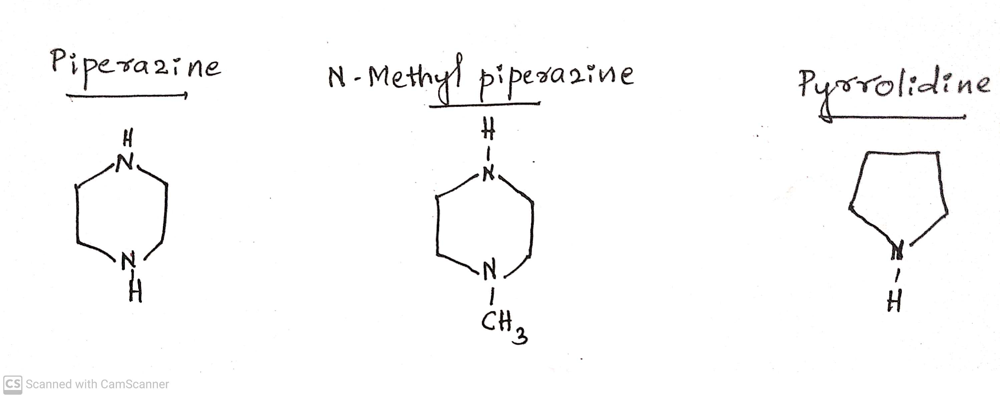 Piperazine
N-Methyl piperazine
Pyrrolidine
H
N
N
H
H
N
N
CH3
N
H
CS Scanned with CamScanner